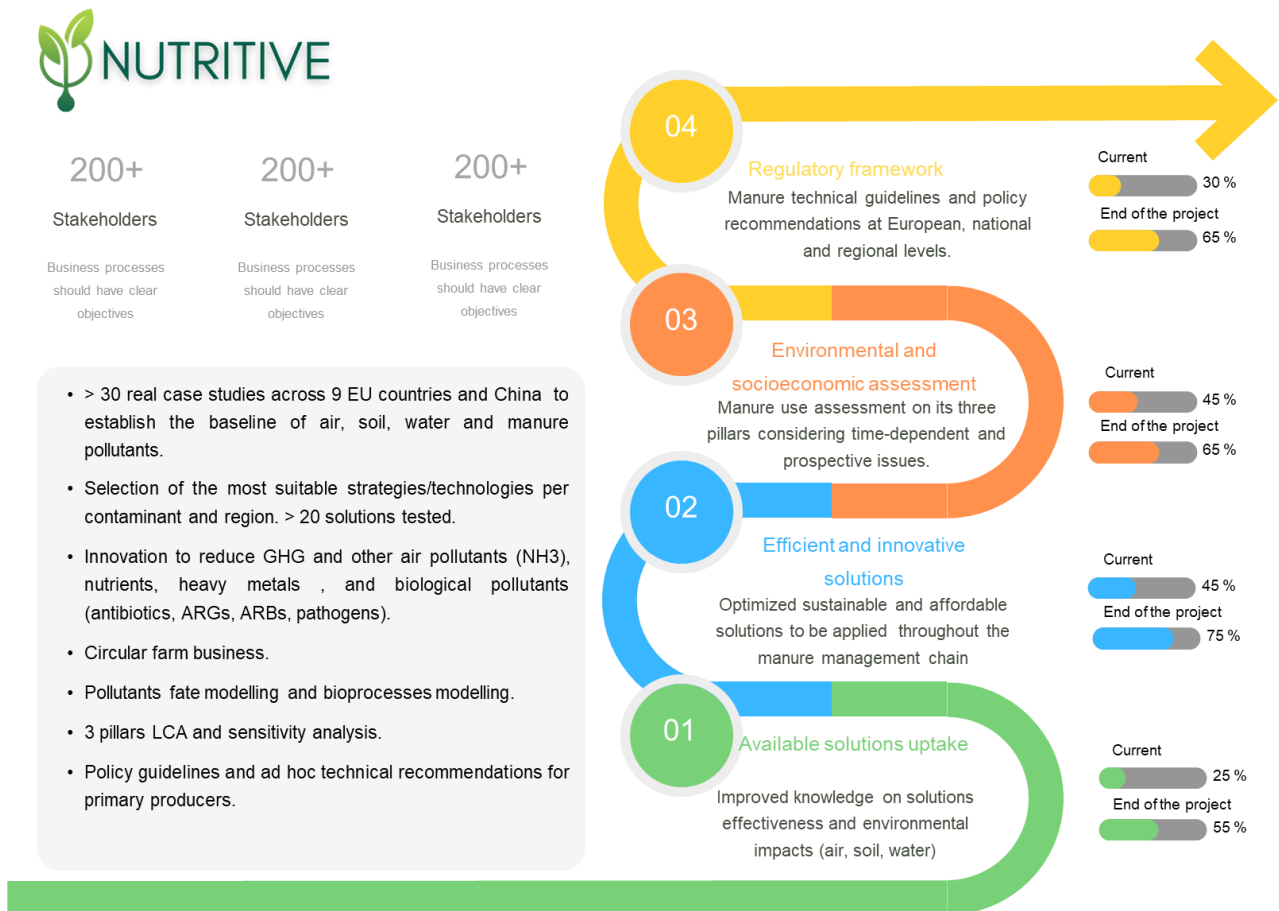 NUTRITIVE
200+
Stakeholders
Business processes
should have clear
objectives
200+
Stakeholders
Business processes
should have clear
objectives
200+
Stakeholders
Business processes
should have clear
objectives
• > 30 real case studies across 9 EU countries and China to
establish the baseline of air, soil, water and manure
pollutants.
• Selection of the most suitable strategies/technologies per
contaminant and region. > 20 solutions tested.
• Innovation to reduce GHG and other air pollutants (NH3),
nutrients, heavy metals , and biological pollutants
(antibiotics, ARGs, ARBs, pathogens).
• Circular farm business.
• Pollutants fate modelling and bioprocesses modelling.
• 3 pillars LCA and sensitivity analysis.
• Policy guidelines and ad hoc technical recommendations for
primary producers.
04
Regulatory framework
Manure technical guidelines and policy
recommendations at European, national
and regional levels.
Current
30 %
End of the project
65 %
03
Environmental and
socioeconomic assessment
Manure use assessment on its three
pillars considering time-dependent and
prospective issues.
Current
45 %
End of the project
65 %
02
Efficient and innovative
solutions
Optimized sustainable and affordable
solutions to be applied throughout the
manure management chain
Current
45 %
End of the project
75 %
01
Available solutions uptake
Improved knowledge on solutions
effectiveness and environmental
impacts (air, soil, water)
Current
25 %
End of the project
55 %